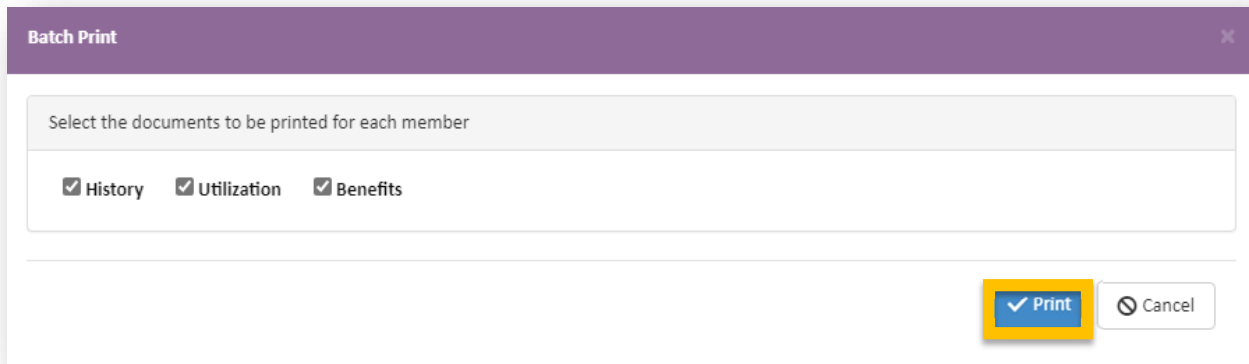 Batch Print
Select the documents to be printed for each member
History Utilization Benefits
Print Cancel